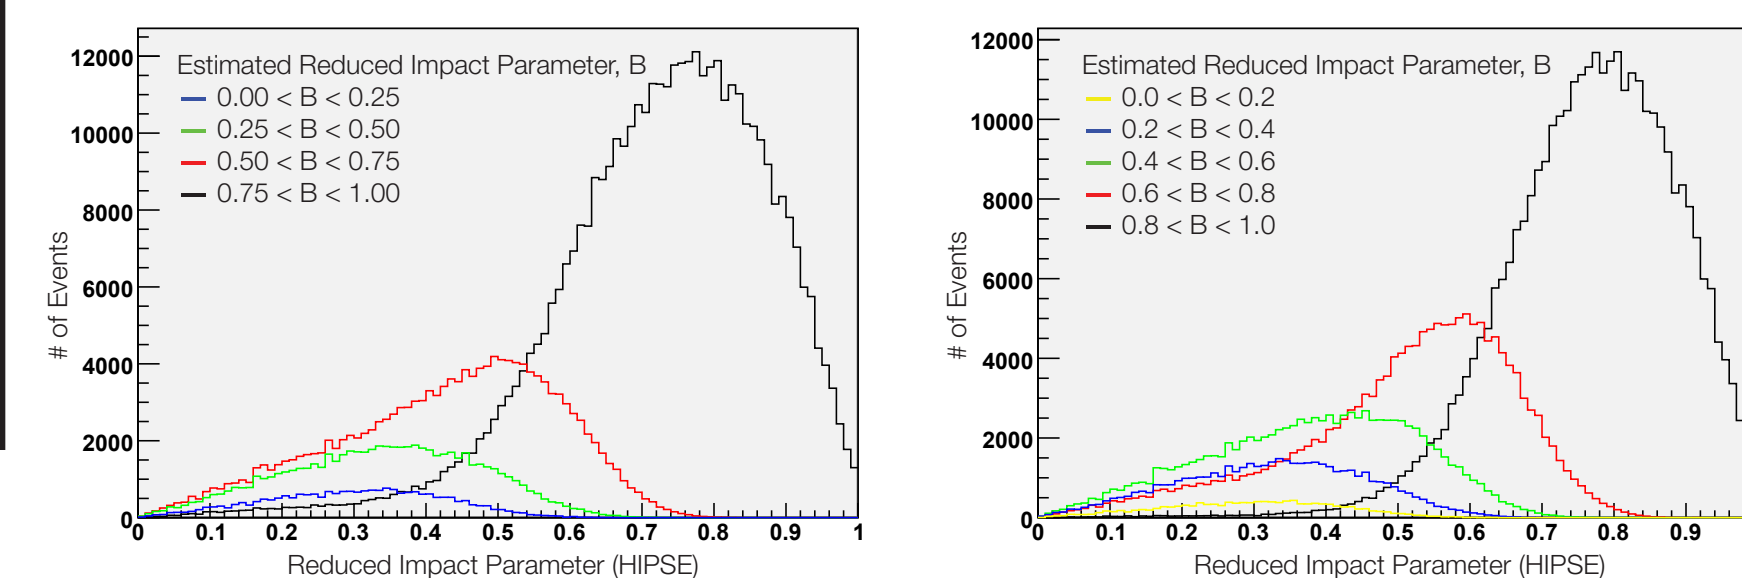 Estimated Reduced Impact Parameter, B
0.00 < B < 0.25
0.25 < B < 0.50
0.50 < B < 0.75
0.75 < B < 1.00
12000
10000
8000
6000
4000
2000
0
# of Events
0 0.1 0.2 0.3 0.4 0.5 0.6 0.7 0.8 0.9 1
Reduced Impact Parameter (HIPSE)
Estimated Reduced Impact Parameter, B
0.0 < B < 0.2
0.2 < B < 0.4
0.4 < B < 0.6
0.6 < B < 0.8
0.8 < B < 1.0
12000
10000
8000
6000
4000
2000
0
# of Events
0 0.1 0.2 0.3 0.4 0.5 0.6 0.7 0.8 0.9
Reduced Impact Parameter (HIPSE)